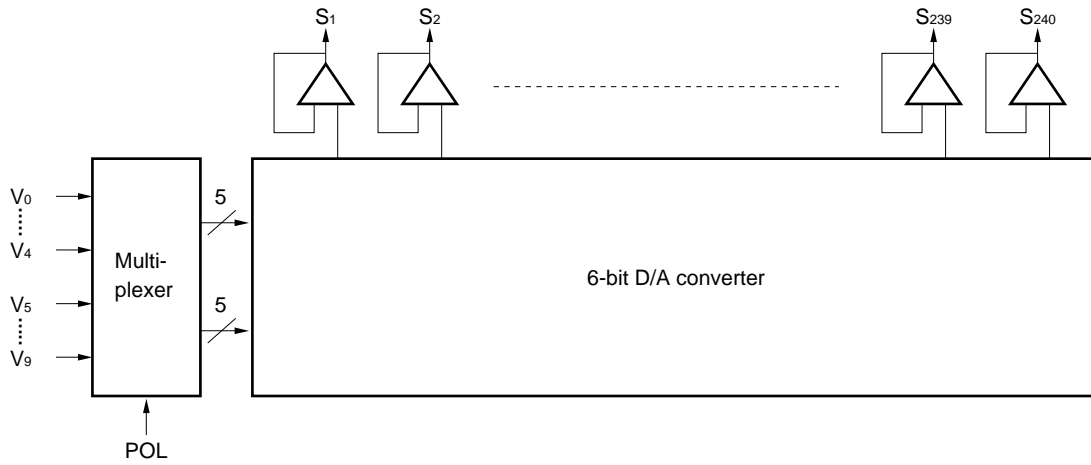 S1 S2 S239 S240
V0
V4
V5
V9
Multi-
plexer
5
5
6-bit D/A converter
POL